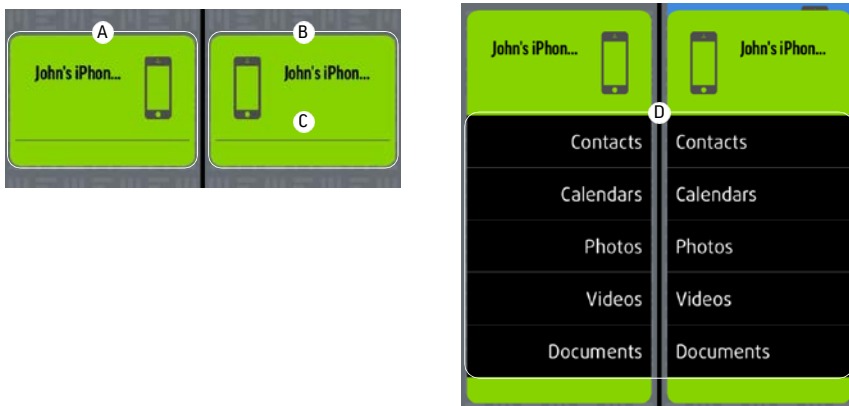 A
B
John's iPhon...
John's iPhon...
C
John's iPhon...
John's iPhon...
D
Contacts
Contacts
Calendars
Calendars
Photos
Photos
Videos
Videos
Documents
Documents